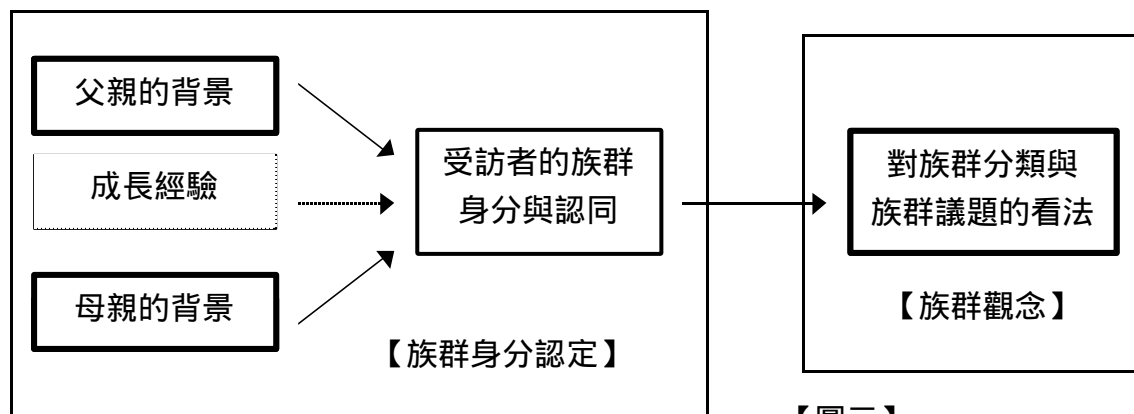 父親的背景
成長經驗
母親的背景
受訪者的族群
身分與認同
【族群身分認定】
對族群分類與
族群議題的看法
【族群觀念】